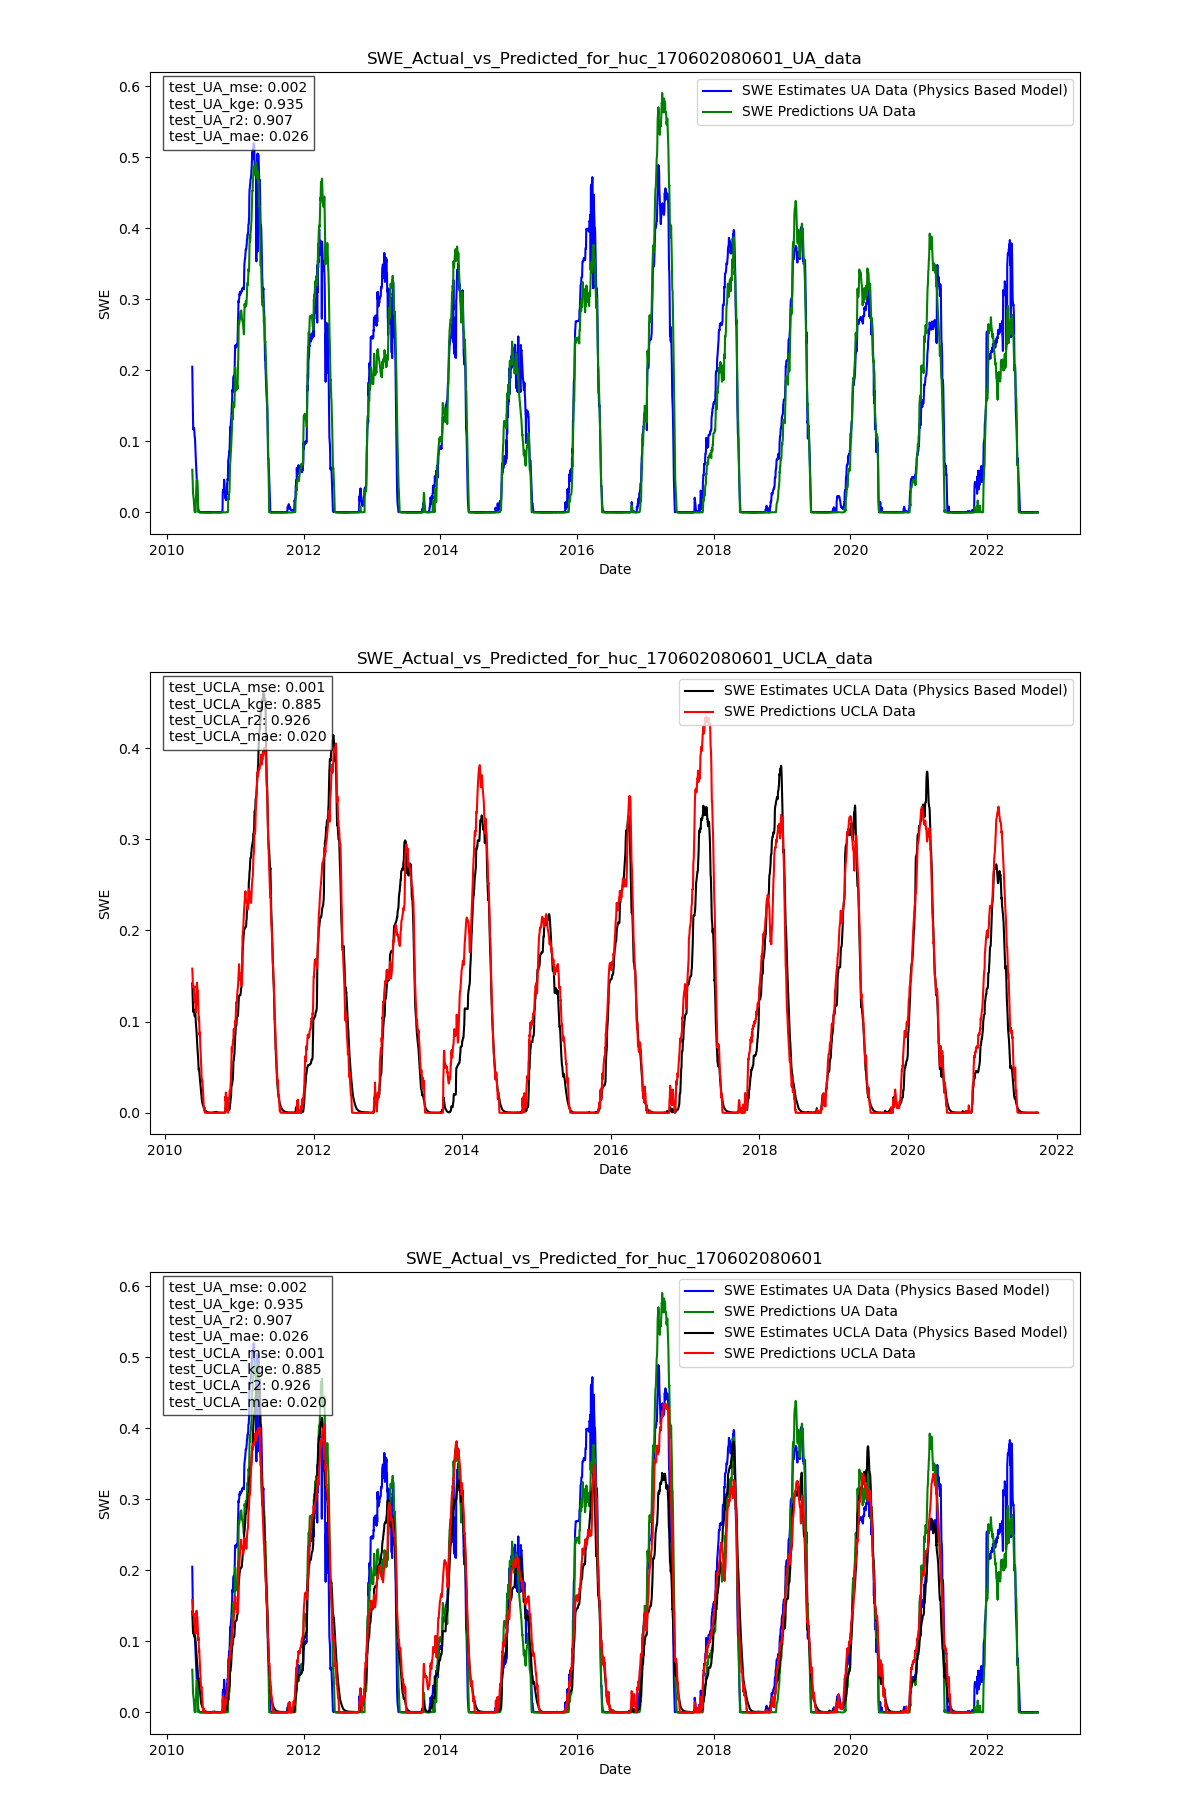 SWE_Actual_vs_Predicted_for_huc_170602080601_UA_data
test_UA_mse: 0.002
test_UA_kge: 0.935
test_UA_r2: 0.907
test_UA_mae: 0.026
SWE Estimates UA Data (Physics Based Model)
SWE Predictions UA Data
0.6
0.5
0.4
0.3
0.2
0.1
0.0
SWE
2010 2012 2014 2016 2018 2020 2022
Date
SWE_Actual_vs_Predicted_for_huc_170602080601_UCLA_data
test_UCLA_mse: 0.001
test_UCLA_kge: 0.885
test_UCLA_r2: 0.926
test_UCLA_mae: 0.020
SWE Estimates UCLA Data (Physics Based Model)
SWE Predictions UCLA Data
0.4
0.3
0.2
0.1
0.0
SWE
2010 2012 2014 2016 2018 2020 2022
Date
SWE_Actual_vs_Predicted_for_huc_170602080601
test_UA_mse: 0.002
test_UA_kge: 0.935
test_UA_r2: 0.907
test_UA_mae: 0.026
test_UCLA_mse: 0.001
test_UCLA_kge: 0.885
test_UCLA_r2: 0.926
test_UCLA_mae: 0.020
SWE Estimates UA Data (Physics Based Model)
SWE Predictions UA Data
SWE Estimates UCLA Data (Physics Based Model)
SWE Predictions UCLA Data
0.6
0.5
0.4
0.3
0.2
0.1
0.0
SWE
2010 2012 2014 2016 2018 2020 2022
Date